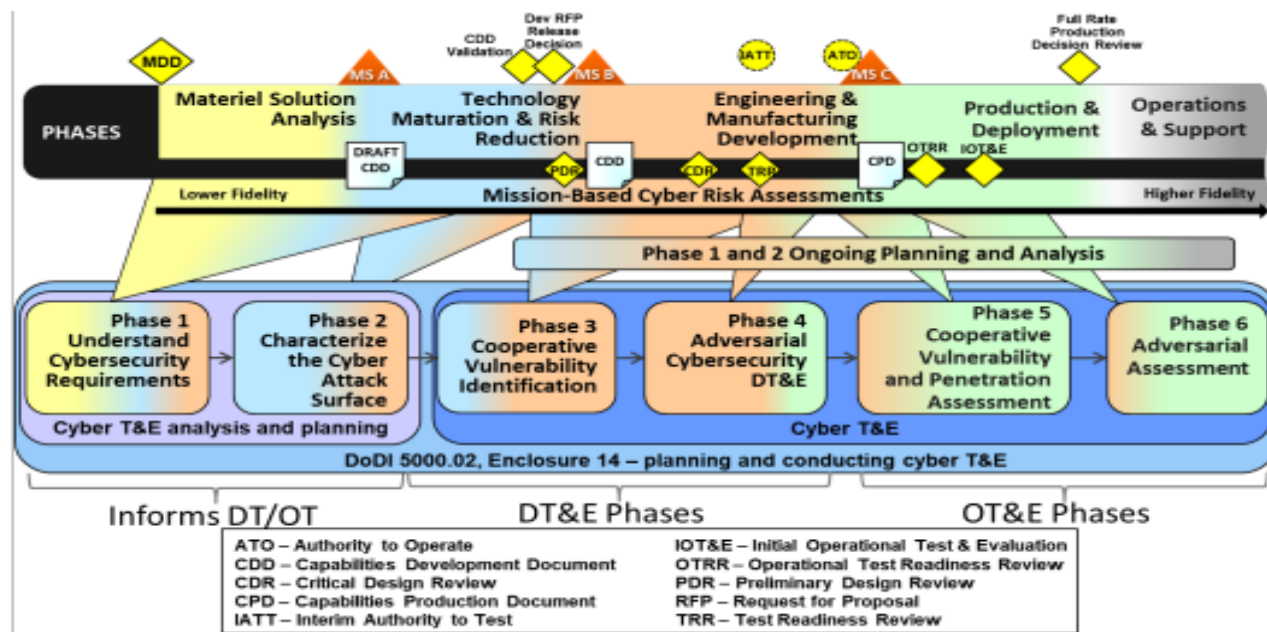 Dev RFP
Release
Decision
CDD
Validation
Full Rate
Production
Decision Review
MDD
MS A
MS B
IATT
ATO
MS C
PHASES
Materiel Solution
Analysis
Technology
Maturation & Risk
Reduction
Engineering &
Manufacturing
Development
Production &
Deployment
Operations
& Support
DRAFT
CDD
PDR
CDD
CDR
TRR
CPD
OTRR
IOT&E
Lower Fidelity
Mission-Based Cyber Risk Assessments
Higher Fidelity
Phase 1 and 2 Ongoing Planning and Analysis
Phase 1
Understand
Cybersecurity
Requirements
Phase 2
Characterize
the Cyber
Attack
Surface
Phase 3
Cooperative
Vulnerability
Identification
Phase 4
Adversarial
Cybersecurity
DT&E
Phase 5
Cooperative
Vulnerability
and Penetration
Assessment
Phase 6
Adversarial
Assessment
Cyber T&E analysis and planning
Cyber T&E
DoDI 5000.02, Enclosure 14 – planning and conducting cyber T&E
Informs DT/OT
DT&E Phases
OT&E Phases
ATO – Authority to Operate
CDD – Capabilities Development Document
CDR – Critical Design Review
CPD – Capabilities Production Document
IATT – Interim Authority to Test
IOT&E – Initial Operational Test & Evaluation
OTRR – Operational Test Readiness Review
PDR – Preliminary Design Review
RFP – Request for Proposal
TRR – Test Readiness Review